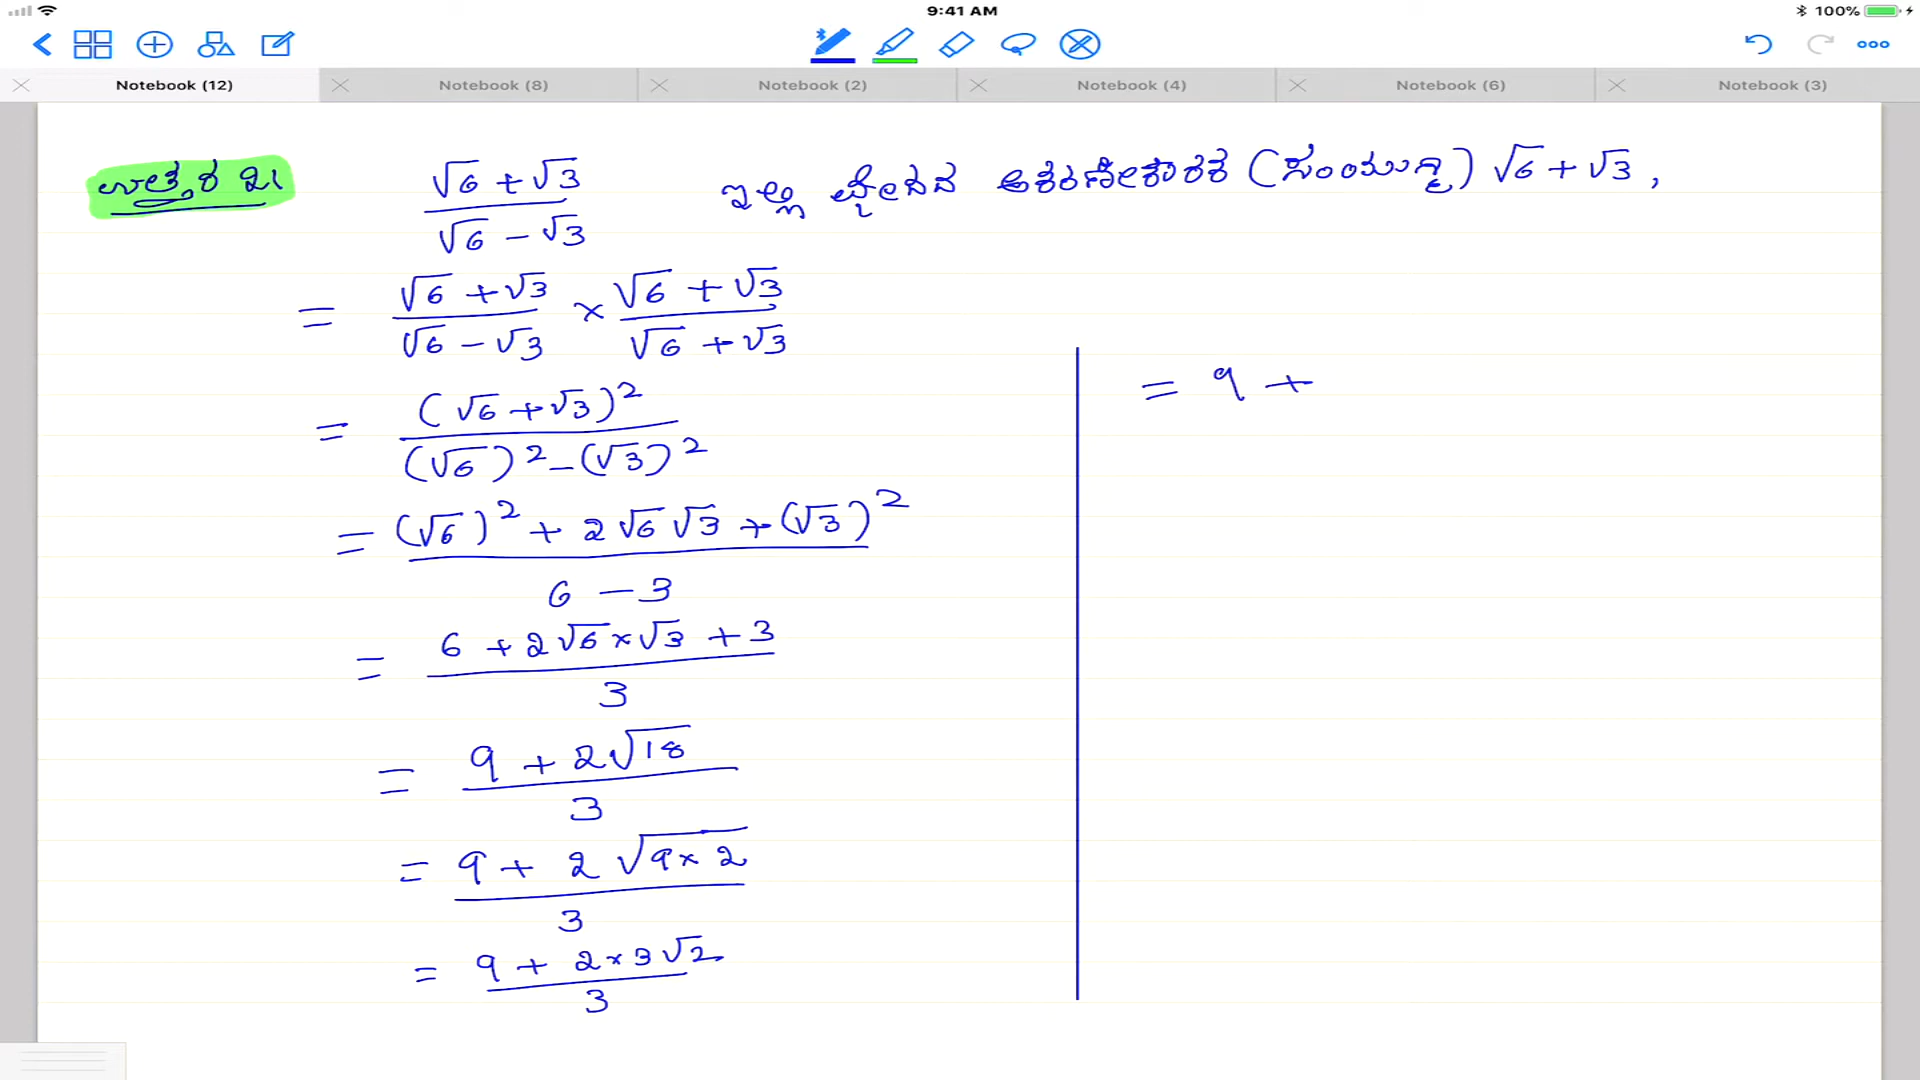 9:41 AM
100%
Notebook (12) Notebook (8) Notebook (2) Notebook (4) Notebook (6) Notebook (3)
ಉತ್ತರ 21
(√6 + √3) / (√6 − √3) ಇಲ್ಲಿ ಛೇದದ ಅಕರಣೀಕಾರಕ (ಸಂಯುಗ್ಮ) √6 + √3,
= (√6 + √3) / (√6 − √3) × (√6 + √3) / (√6 + √3)
= (√6 + √3)² / (√6)² − (√3)²
= (√6)² + 2√6 √3 + (√3)² / 6 − 3
= 6 + 2√6 × √3 + 3 / 3
= 9 + 2√18 / 3
= 9 + 2√9×2 / 3
= 9 + 2×3√2 / 3
= 9 +